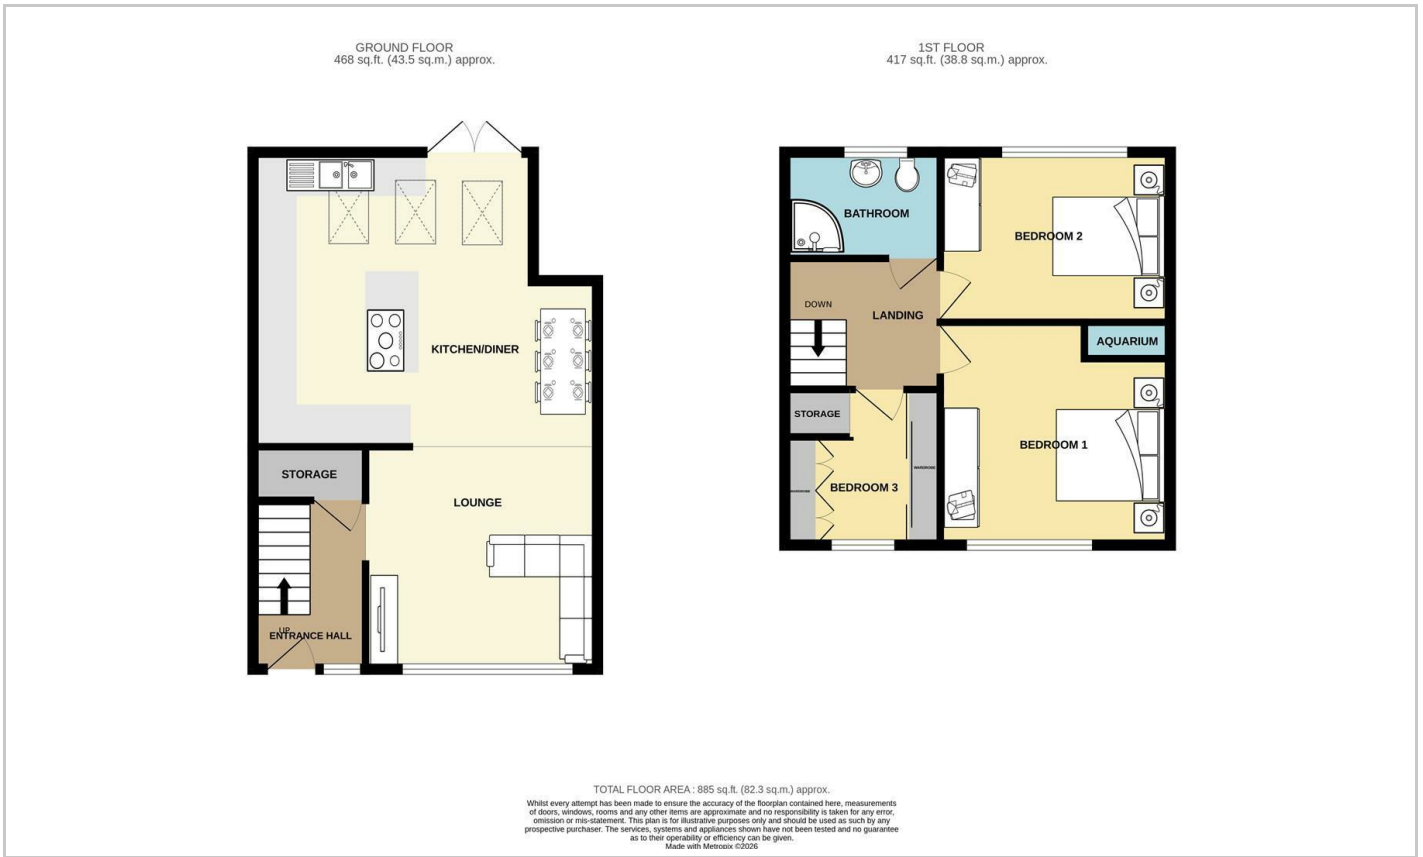 GROUND FLOOR
468 sq.ft. (43.5 sq.m.) approx.
1ST FLOOR
417 sq.ft. (38.8 sq.m.) approx.
KITCHEN/DINER
STORAGE
LOUNGE
UP
ENTRANCE HALL
BATHROOM
BEDROOM 2
DOWN
LANDING
AQUARIUM
STORAGE
BEDROOM 1
WARDROBE
WARDROBE
BEDROOM 3
TOTAL FLOOR AREA : 885 sq.ft. (82.3 sq.m.) approx.
Whilst every attempt has been made to ensure the accuracy of the floorplan contained here, measurements
of doors, windows, rooms and any other items are approximate and no responsibility is taken for any error,
omission or mis-statement. This plan is for illustrative purposes only and should be used as such by any
prospective purchaser. The services, systems and appliances shown have not been tested and no guarantee
as to their operability or efficiency can be given.
Made with Metropix ©2026